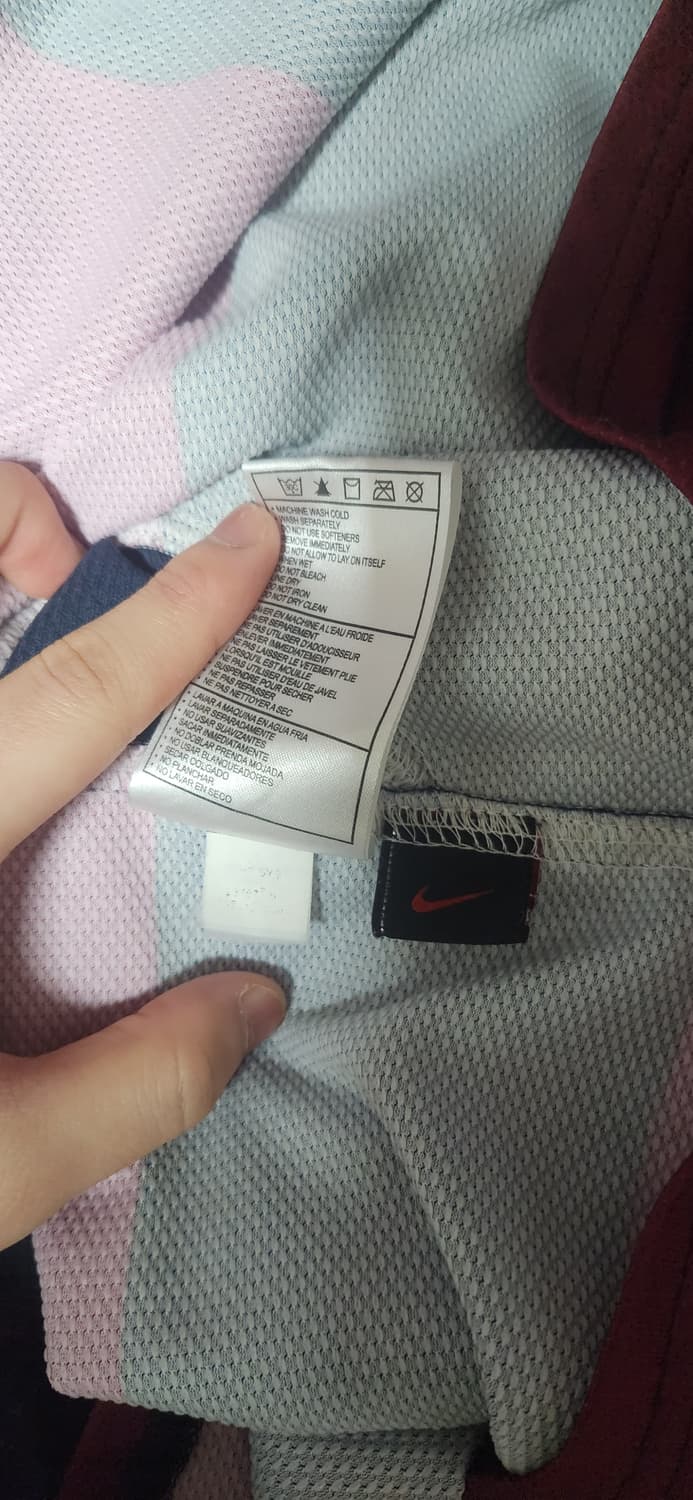 • MACHINE WASH COLD
WASH SEPARATELY
DO NOT USE SOFTENERS
REMOVE IMMEDIATELY
DO NOT ALLOW TO LAY ON ITSELF
WHEN WET
DO NOT BLEACH
LINE DRY
DO NOT IRON
DO NOT DRY CLEAN
LAVER EN MACHINE A L'EAU FROIDE
LAVER SEPAREMENT
NE PAS UTILISER D'ADOUCISSEUR
ENLEVER IMMEDIATEMENT
NE PAS LAISSER LE VETEMENT PLIE
LORSQU'IL EST MOUILLE
NE PAS UTILISER D'EAU DE JAVEL
SUSPENDRE POUR SECHER
• NE PAS REPASSER
• NE PAS NETTOYER A SEC
• LAVAR A MAQUINA EN AGUA FRIA
• LAVAR SEPARADAMENTE
• NO USAR SUAVIZANTES
• SACAR INMEDIATAMENTE
• NO DOBLAR PRENDA MOJADA
• NO USAR BLANQUEADORES
• SECAR COLGADO
• NO PLANCHAR
• NO LAVAR EN SECO